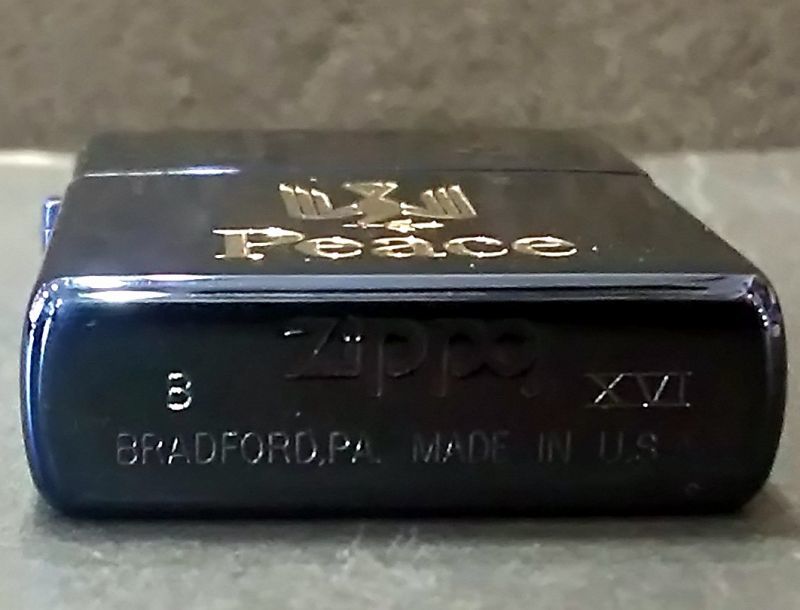 Peace
Zippo
B XVI
BRADFORD,PA. MADE IN U.S.A